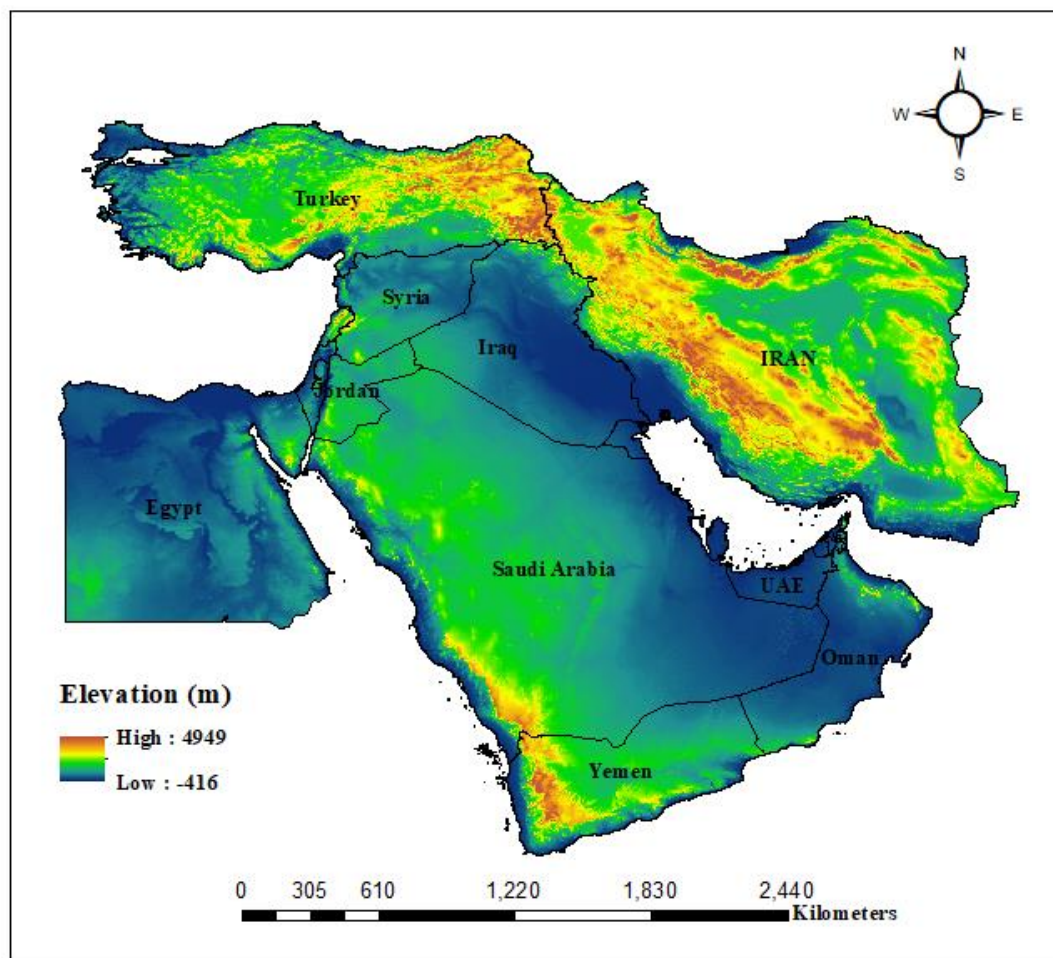 N
W E
S
Turkey
Syria
Iraq
IRAN
Jordan
Egypt
Saudi Arabia
UAE
Oman
Yemen
Elevation (m)
High : 4949
Low : -416
0 305 610 1,220 1,830 2,440
Kilometers